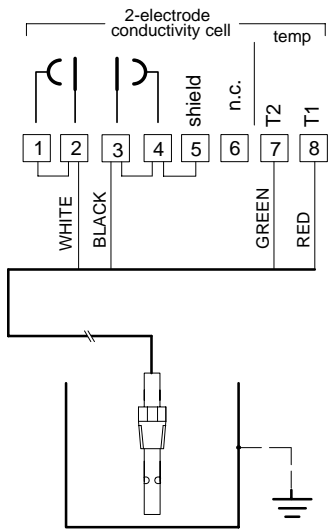 2-electrode
conductivity cell
temp
shield
n.c.
T2
T1
1 2 3 4 5 6 7 8
WHITE
BLACK
GREEN
RED